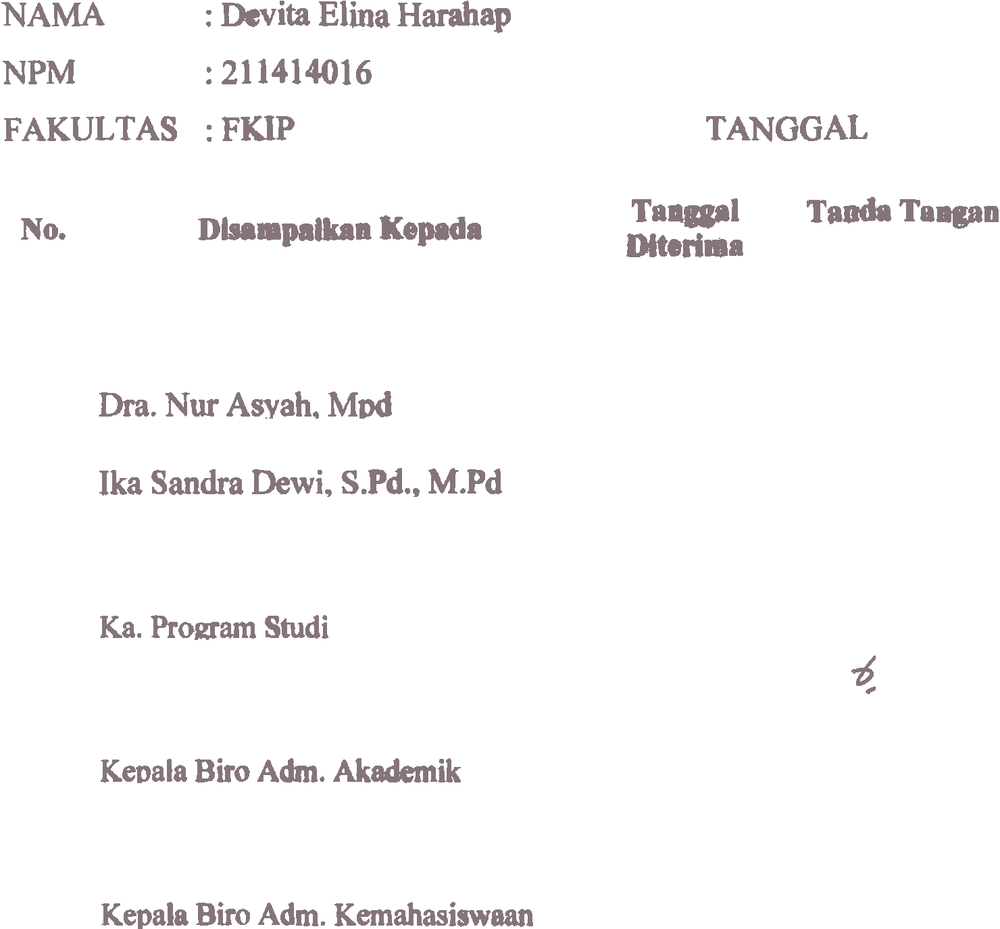 NAMA : Devita Elina Harahap
NPM : 211414016
FAKULTAS : FKIP TANGGAL
No. Disampaikan Kepada Tanggal Diterima Tanda Tangan
Dra. Nur Asyah, Mpd
Ika Sandra Dewi, S.Pd., M.Pd
Ka. Program Studi
Kepala Biro Adm. Akademik
Kepala Biro Adm. Kemahasiswaan